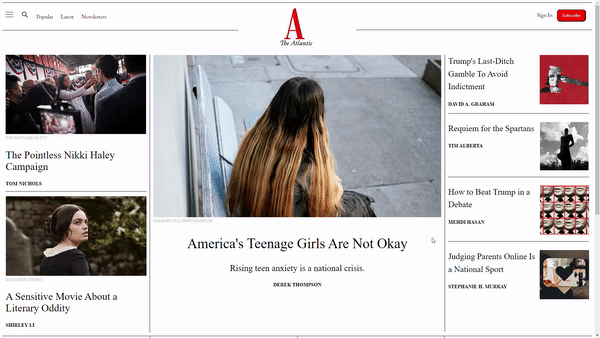 Popular Latest Newsletters
A
The Atlantic
Sign In Subscribe
The Pointless Nikki Haley
Campaign
TOM NICHOLS
A Sensitive Movie About a
Literary Oddity
SHIRLEY LI
America's Teenage Girls Are Not Okay
Rising teen anxiety is a national crisis.
DEREK THOMPSON
Trump's Last-Ditch
Gamble To Avoid
Indictment
DAVID A. GRAHAM
Requiem for the Spartans
TIM ALBERTA
How to Beat Trump in a
Debate
MEHDI HASAN
Judging Parents Online Is
a National Sport
STEPHANIE H. MURRAY